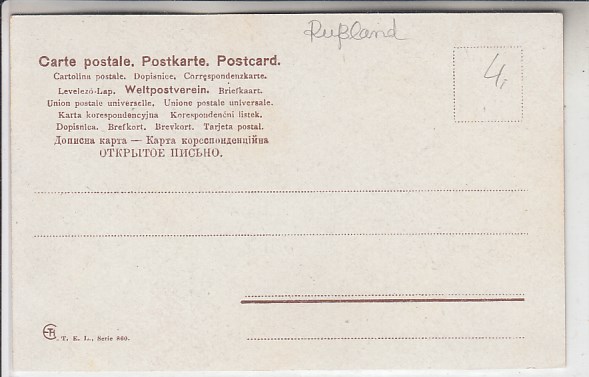 Rußland
4,
Carte postale. Postkarte. Postcard.
Cartolina postale. Dopisnice. Correspondenzkarte.
Levelező-Lap. Weltpostverein. Briefkaart.
Union postale universelle. Unione postale universale.
Karta korespondencyjna Korespondenční listek.
Dopisnica. Brefkort. Brevkort. Tarjeta postal.
Дописна карта — Карта кореспонденційна
ОТКРЫТОЕ ПИСЬМО.
T. E. L., Serie 860.